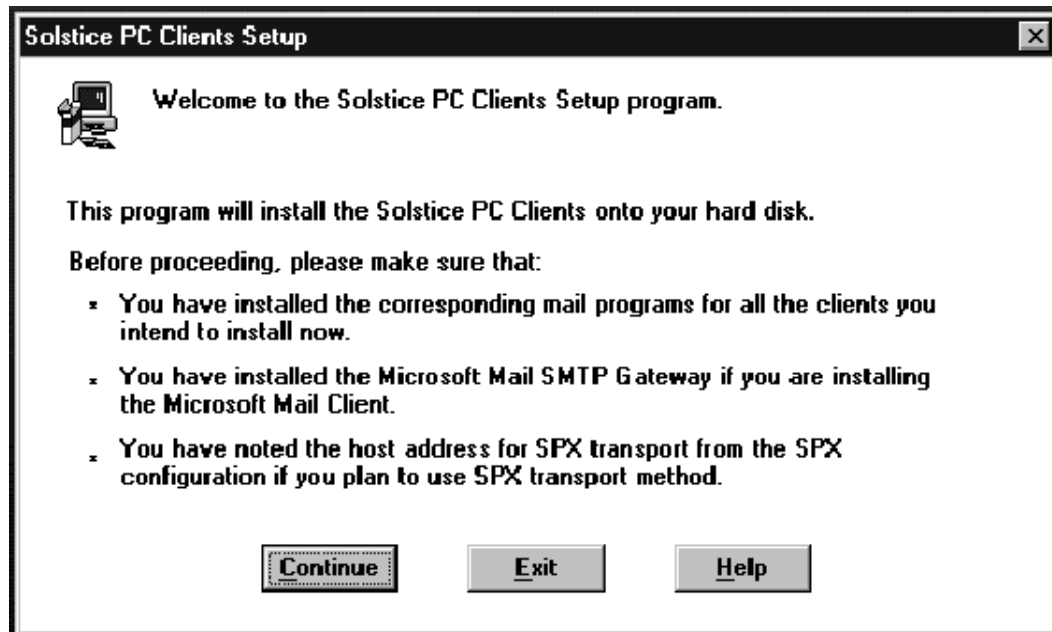 Solstice PC Clients Setup
Welcome to the Solstice PC Clients Setup program.
This program will install the Solstice PC Clients onto your hard disk.
Before proceeding, please make sure that:
You have installed the corresponding mail programs for all the clients you
intend to install now.
You have installed the Microsoft Mail SMTP Gateway if you are installing
the Microsoft Mail Client.
You have noted the host address for SPX transport from the SPX
configuration if you plan to use SPX transport method.
Continue Exit Help